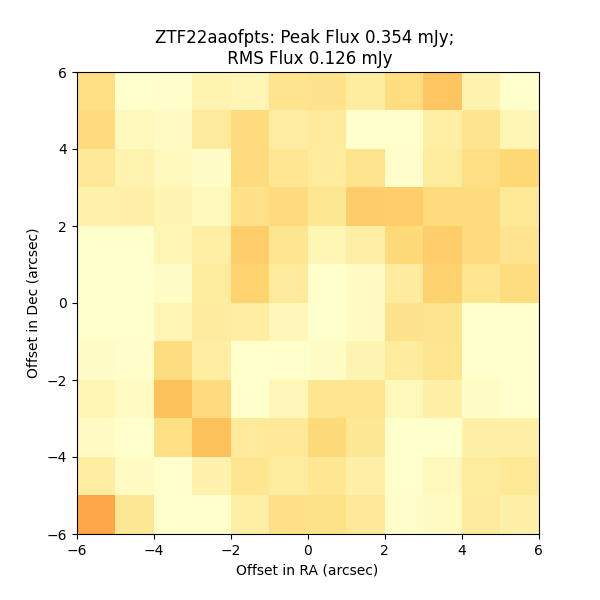 ZTF22aaofpts: Peak Flux 0.354 mJy;
RMS Flux 0.126 mJy
6
4
2
0
−2
−4
−6
Offset in Dec (arcsec)
−6 −4 −2 0 2 4 6
Offset in RA (arcsec)